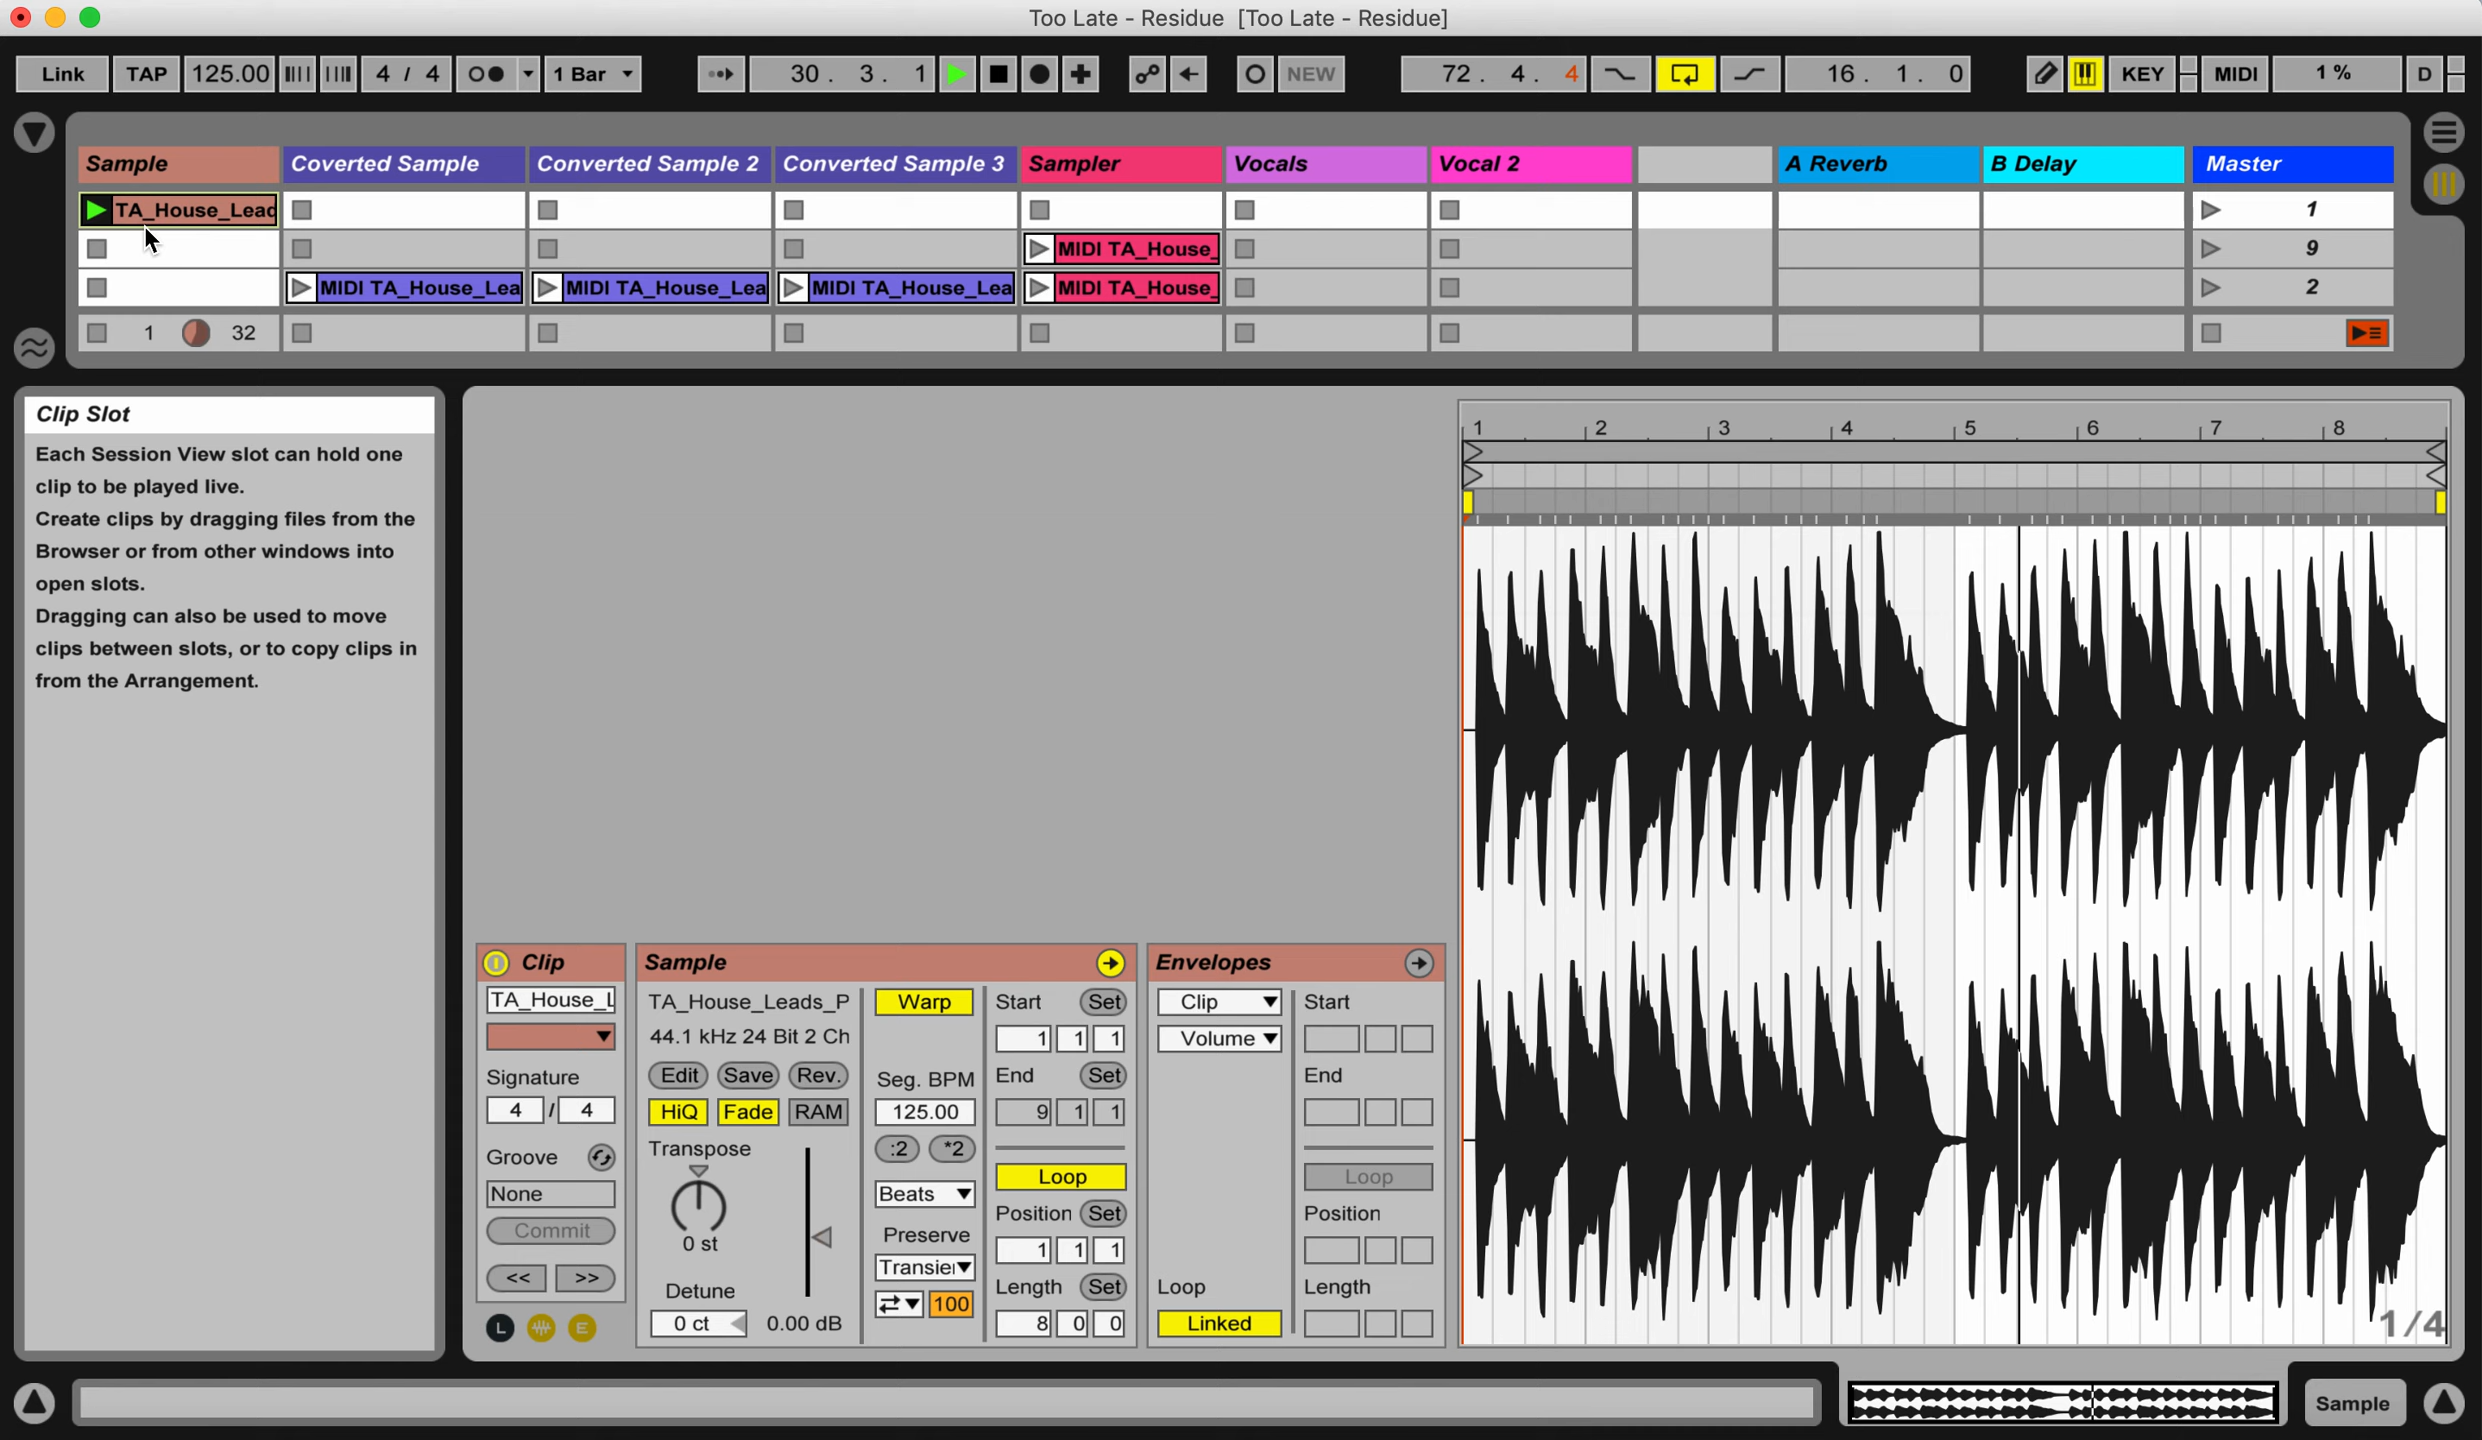 Too Late - Residue [Too Late - Residue]
Link TAP 125.00 4 / 4 1 Bar 30. 3. 1 NEW 72. 4. 4 16. 1. 0 KEY MIDI 1 % D
Sample Coverted Sample Converted Sample 2 Converted Sample 3 Sampler Vocals Vocal 2 A Reverb B Delay Master
TA_House_Lead 1
MIDI TA_House_ 9
MIDI TA_House_Lea MIDI TA_House_Lea MIDI TA_House_Lea MIDI TA_House_ 2
1 32
Clip Slot
Each Session View slot can hold one
clip to be played live.
Create clips by dragging files from the
Browser or from other windows into
open slots.
Dragging can also be used to move
clips between slots, or to copy clips in
from the Arrangement.
Clip
TA_House_L
Signature
4 / 4
Groove
None
Commit
<< >>
L E
Sample
TA_House_Leads_P
44.1 kHz 24 Bit 2 Ch
Edit Save Rev.
HiQ Fade RAM
Transpose
0 st
Detune
0 ct 0.00 dB
Warp
Seg. BPM
125.00
:2 *2
Beats
Preserve
Transie
100
Start Set
1 1 1
End Set
9 1 1
Loop
Position Set
1 1 1
Length Set
8 0 0
Envelopes
Clip
Volume
Loop
Linked
Start
End
Loop
Position
Length
1 2 3 4 5 6 7 8
1/4
Sample